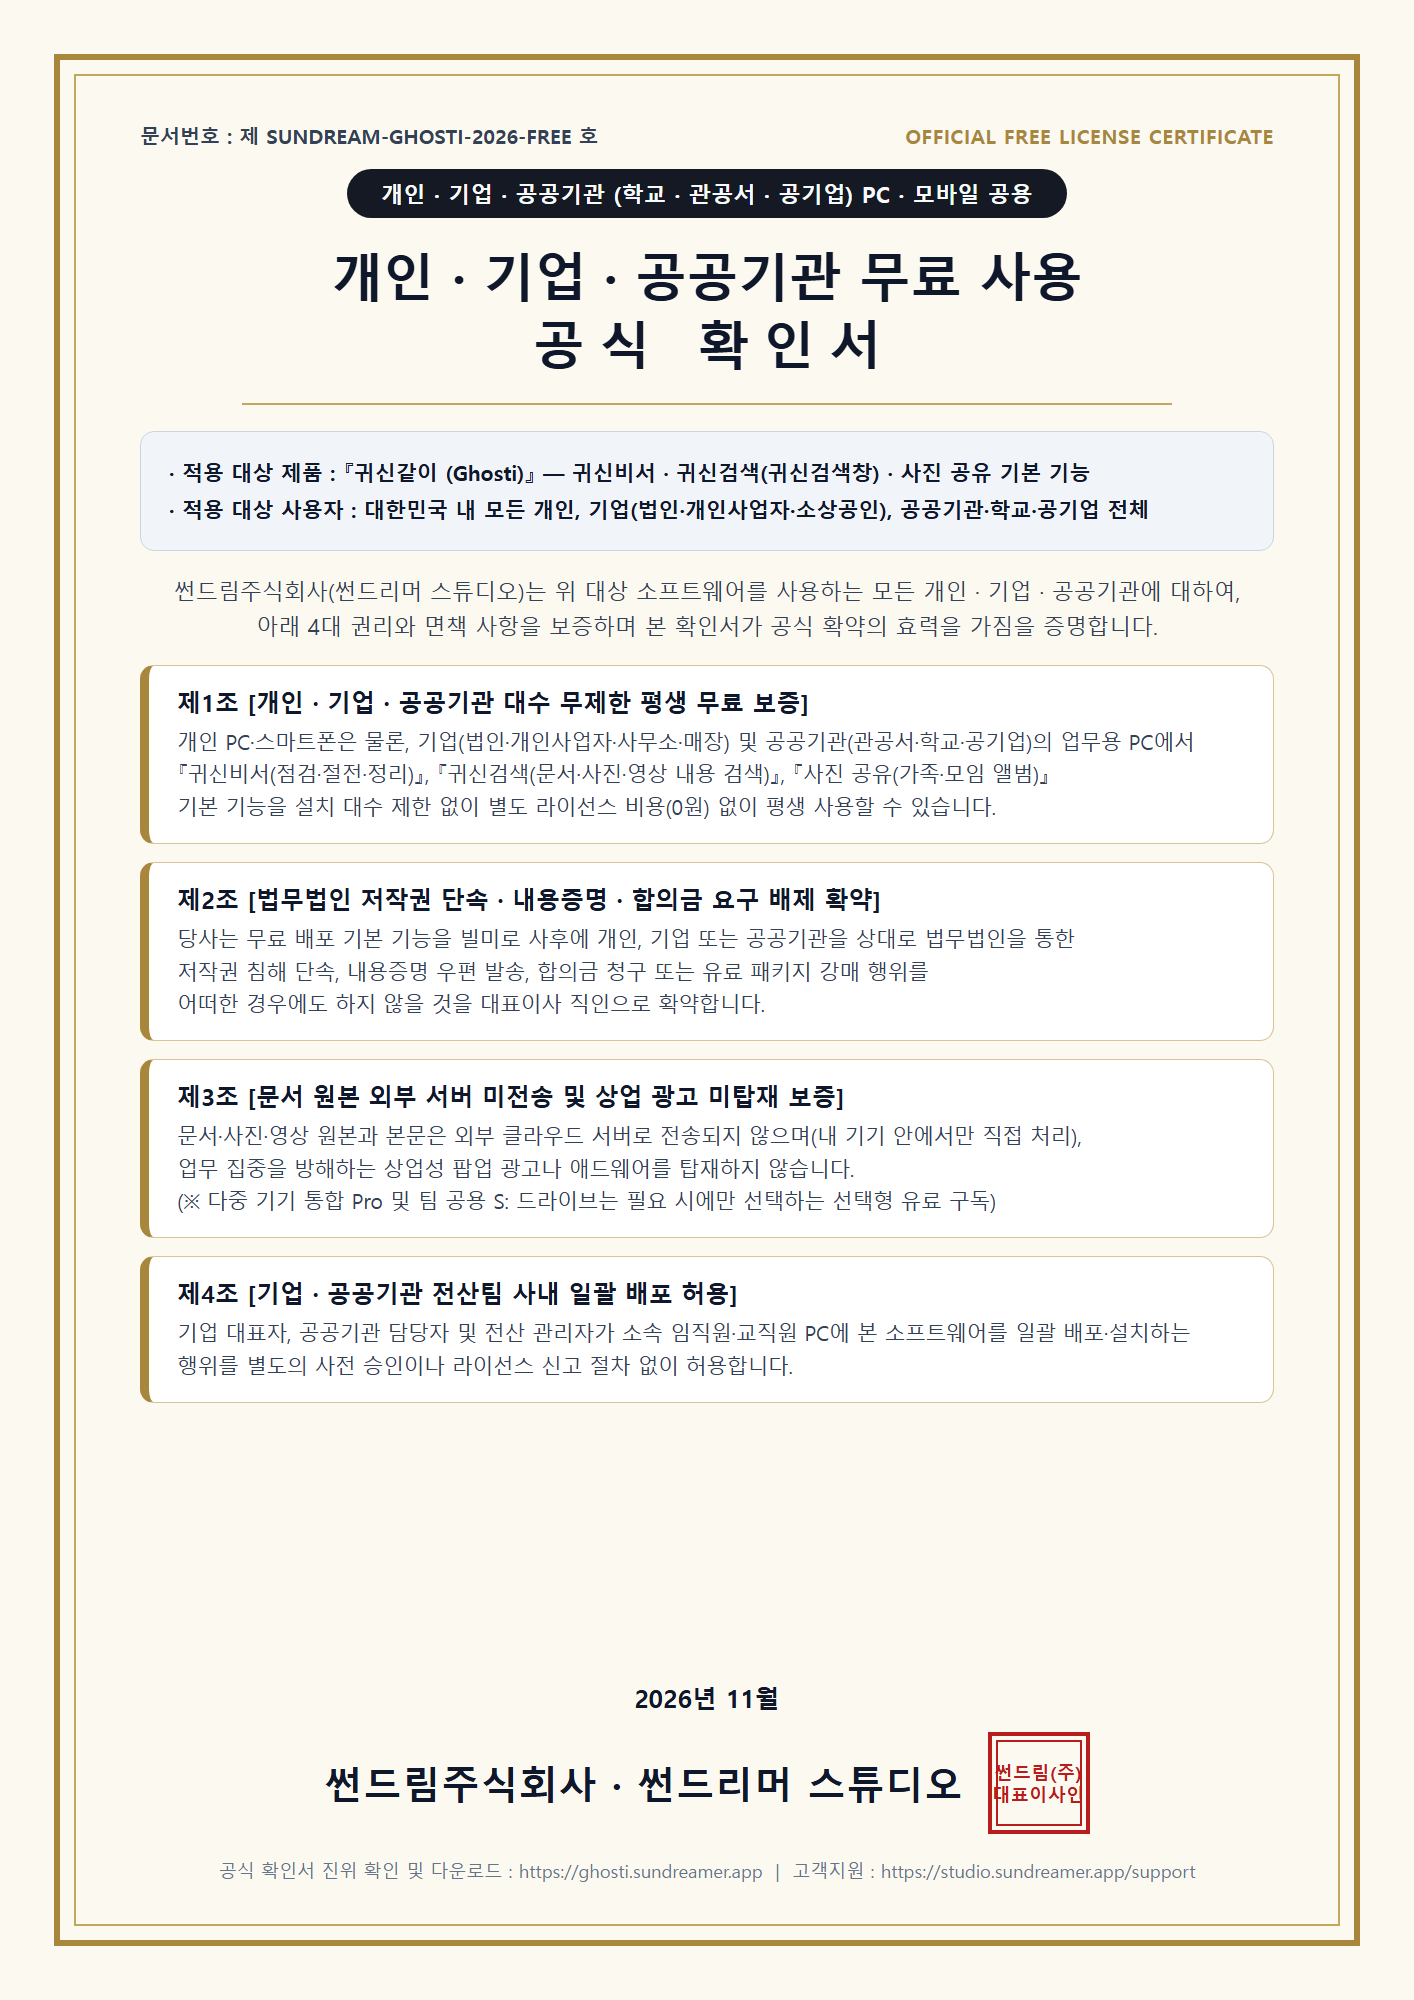 문서번호 : 제 SUNDREAM-GHOSTI-2026-FREE 호
OFFICIAL FREE LICENSE CERTIFICATE
개인 · 기업 · 공공기관 (학교 · 관공서 · 공기업) PC · 모바일 공용
개인 · 기업 · 공공기관 무료 사용
공식 확인서
· 적용 대상 제품 : 『귀신같이 (Ghosti)』 — 귀신비서 · 귀신검색(귀신검색창) · 사진 공유 기본 기능
· 적용 대상 사용자 : 대한민국 내 모든 개인, 기업(법인·개인사업자·소상공인), 공공기관·학교·공기업 전체
썬드림주식회사(썬드리머 스튜디오)는 위 대상 소프트웨어를 사용하는 모든 개인 · 기업 · 공공기관에 대하여,
아래 4대 권리와 면책 사항을 보증하며 본 확인서가 공식 확약의 효력을 가짐을 증명합니다.
제1조 [개인 · 기업 · 공공기관 대수 무제한 평생 무료 보증]
개인 PC·스마트폰은 물론, 기업(법인·개인사업자·사무소·매장) 및 공공기관(관공서·학교·공기업)의 업무용 PC에서
『귀신비서(점검·절전·정리)』, 『귀신검색(문서·사진·영상 내용 검색)』, 『사진 공유(가족·모임 앨범)』
기본 기능을 설치 대수 제한 없이 별도 라이선스 비용(0원) 없이 평생 사용할 수 있습니다.
제2조 [법무법인 저작권 단속 · 내용증명 · 합의금 요구 배제 확약]
당사는 무료 배포 기본 기능을 빌미로 사후에 개인, 기업 또는 공공기관을 상대로 법무법인을 통한
저작권 침해 단속, 내용증명 우편 발송, 합의금 청구 또는 유료 패키지 강매 행위를
어떠한 경우에도 하지 않을 것을 대표이사 직인으로 확약합니다.
제3조 [문서 원본 외부 서버 미전송 및 상업 광고 미탑재 보증]
문서·사진·영상 원본과 본문은 외부 클라우드 서버로 전송되지 않으며(내 기기 안에서만 직접 처리),
업무 집중을 방해하는 상업성 팝업 광고나 애드웨어를 탑재하지 않습니다.
(※ 다중 기기 통합 Pro 및 팀 공용 S: 드라이브는 필요 시에만 선택하는 선택형 유료 구독)
제4조 [기업 · 공공기관 전산팀 사내 일괄 배포 허용]
기업 대표자, 공공기관 담당자 및 전산 관리자가 소속 임직원·교직원 PC에 본 소프트웨어를 일괄 배포·설치하는
행위를 별도의 사전 승인이나 라이선스 신고 절차 없이 허용합니다.
2026년 11월
썬드림주식회사 · 썬드리머 스튜디오
썬드림(주)
대표이사인
공식 확인서 진위 확인 및 다운로드 : https://ghosti.sundreamer.app | 고객지원 : https://studio.sundreamer.app/support